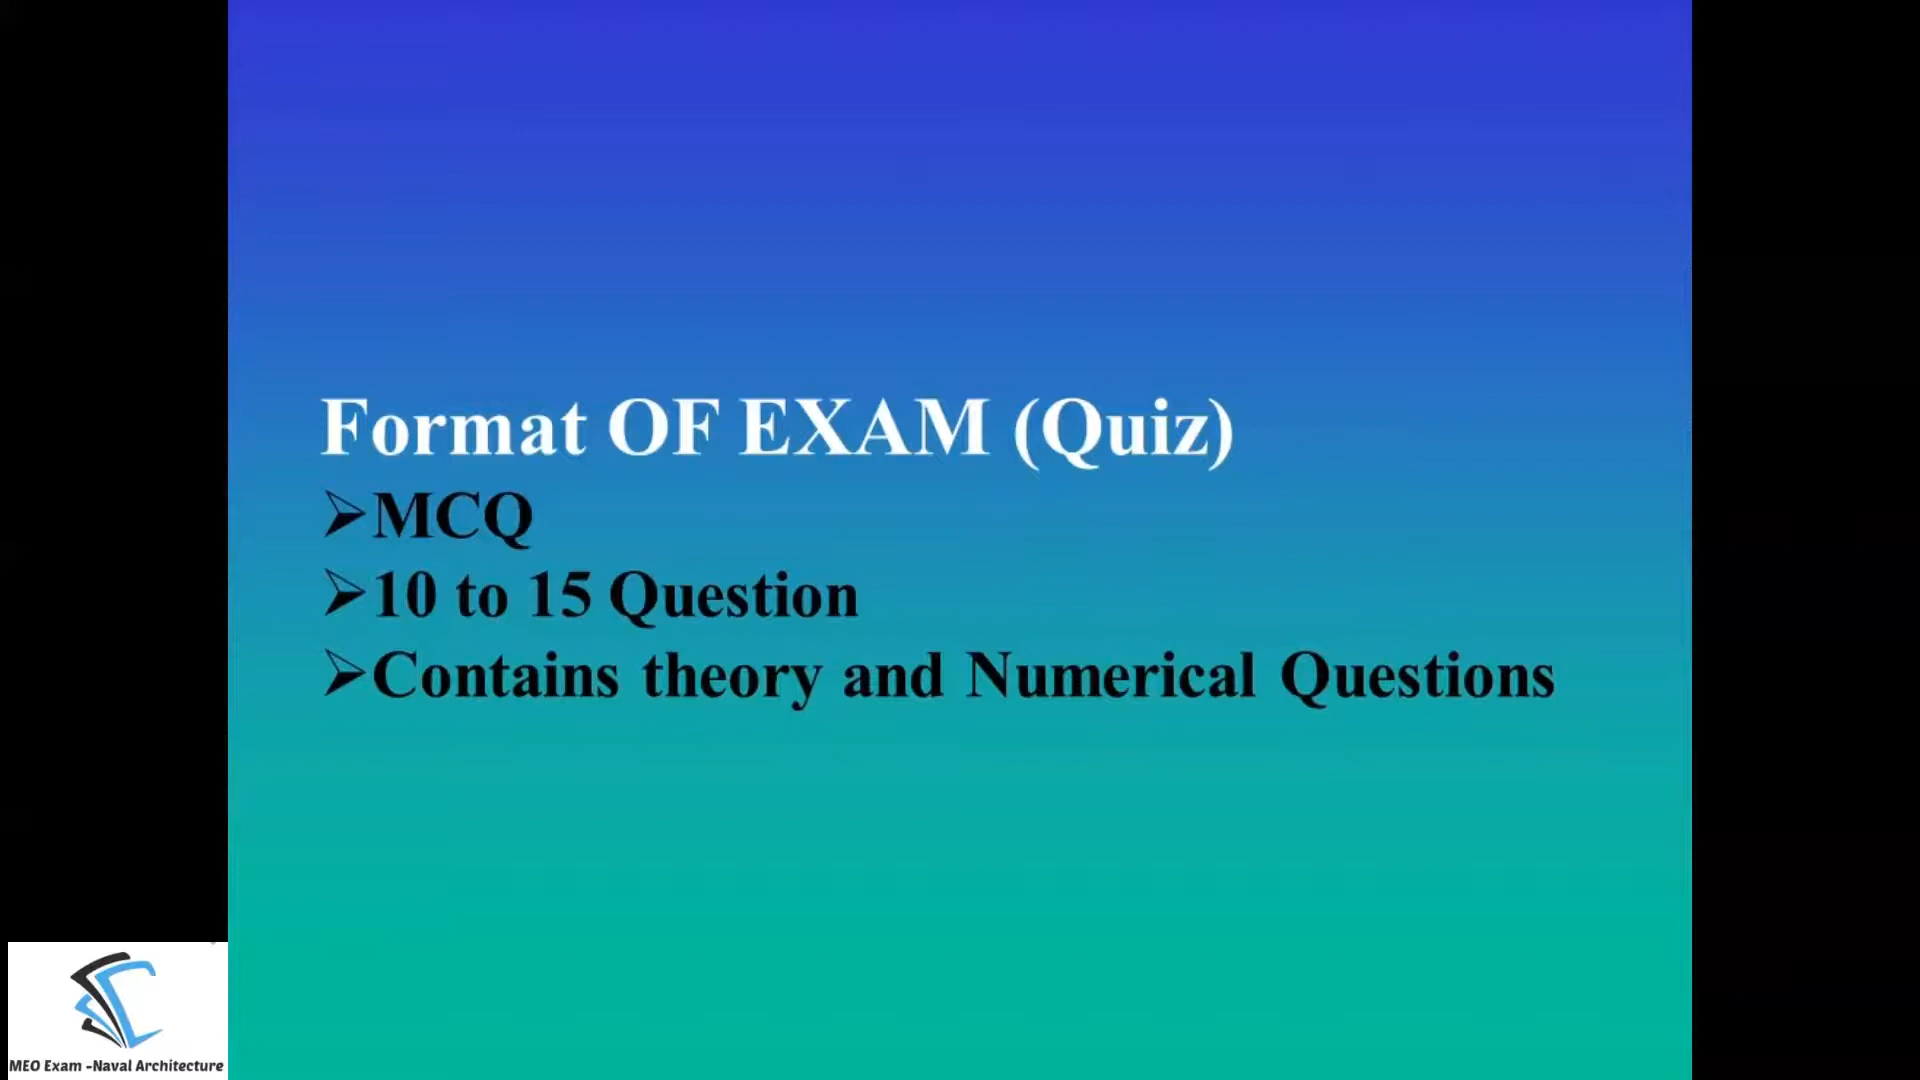 Format OF EXAM (Quiz)
➢MCQ
➢10 to 15 Question
➢Contains theory and Numerical Questions
MEO Exam -Naval Architecture